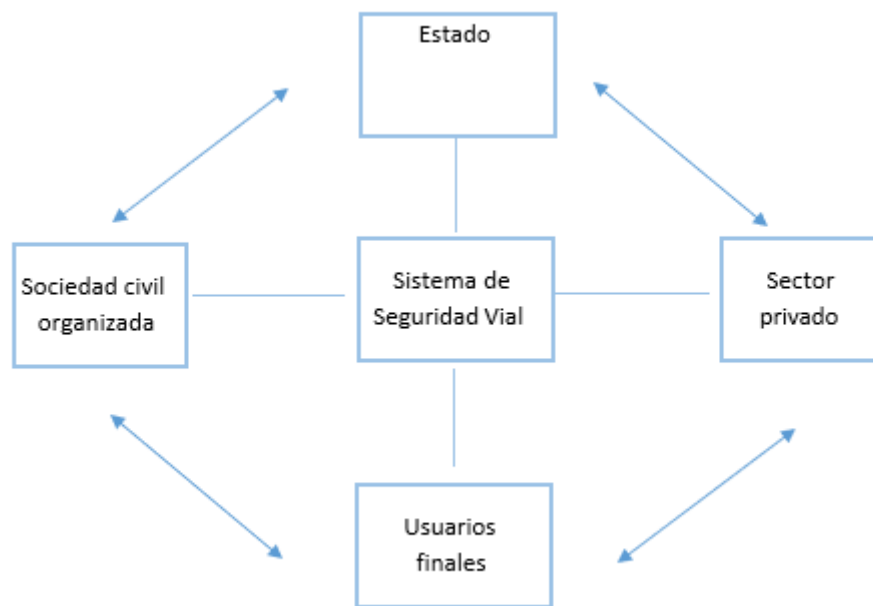 Estado
Sociedad civil
organizada
Sistema de
Seguridad Vial
Sector
privado
Usuarios
finales